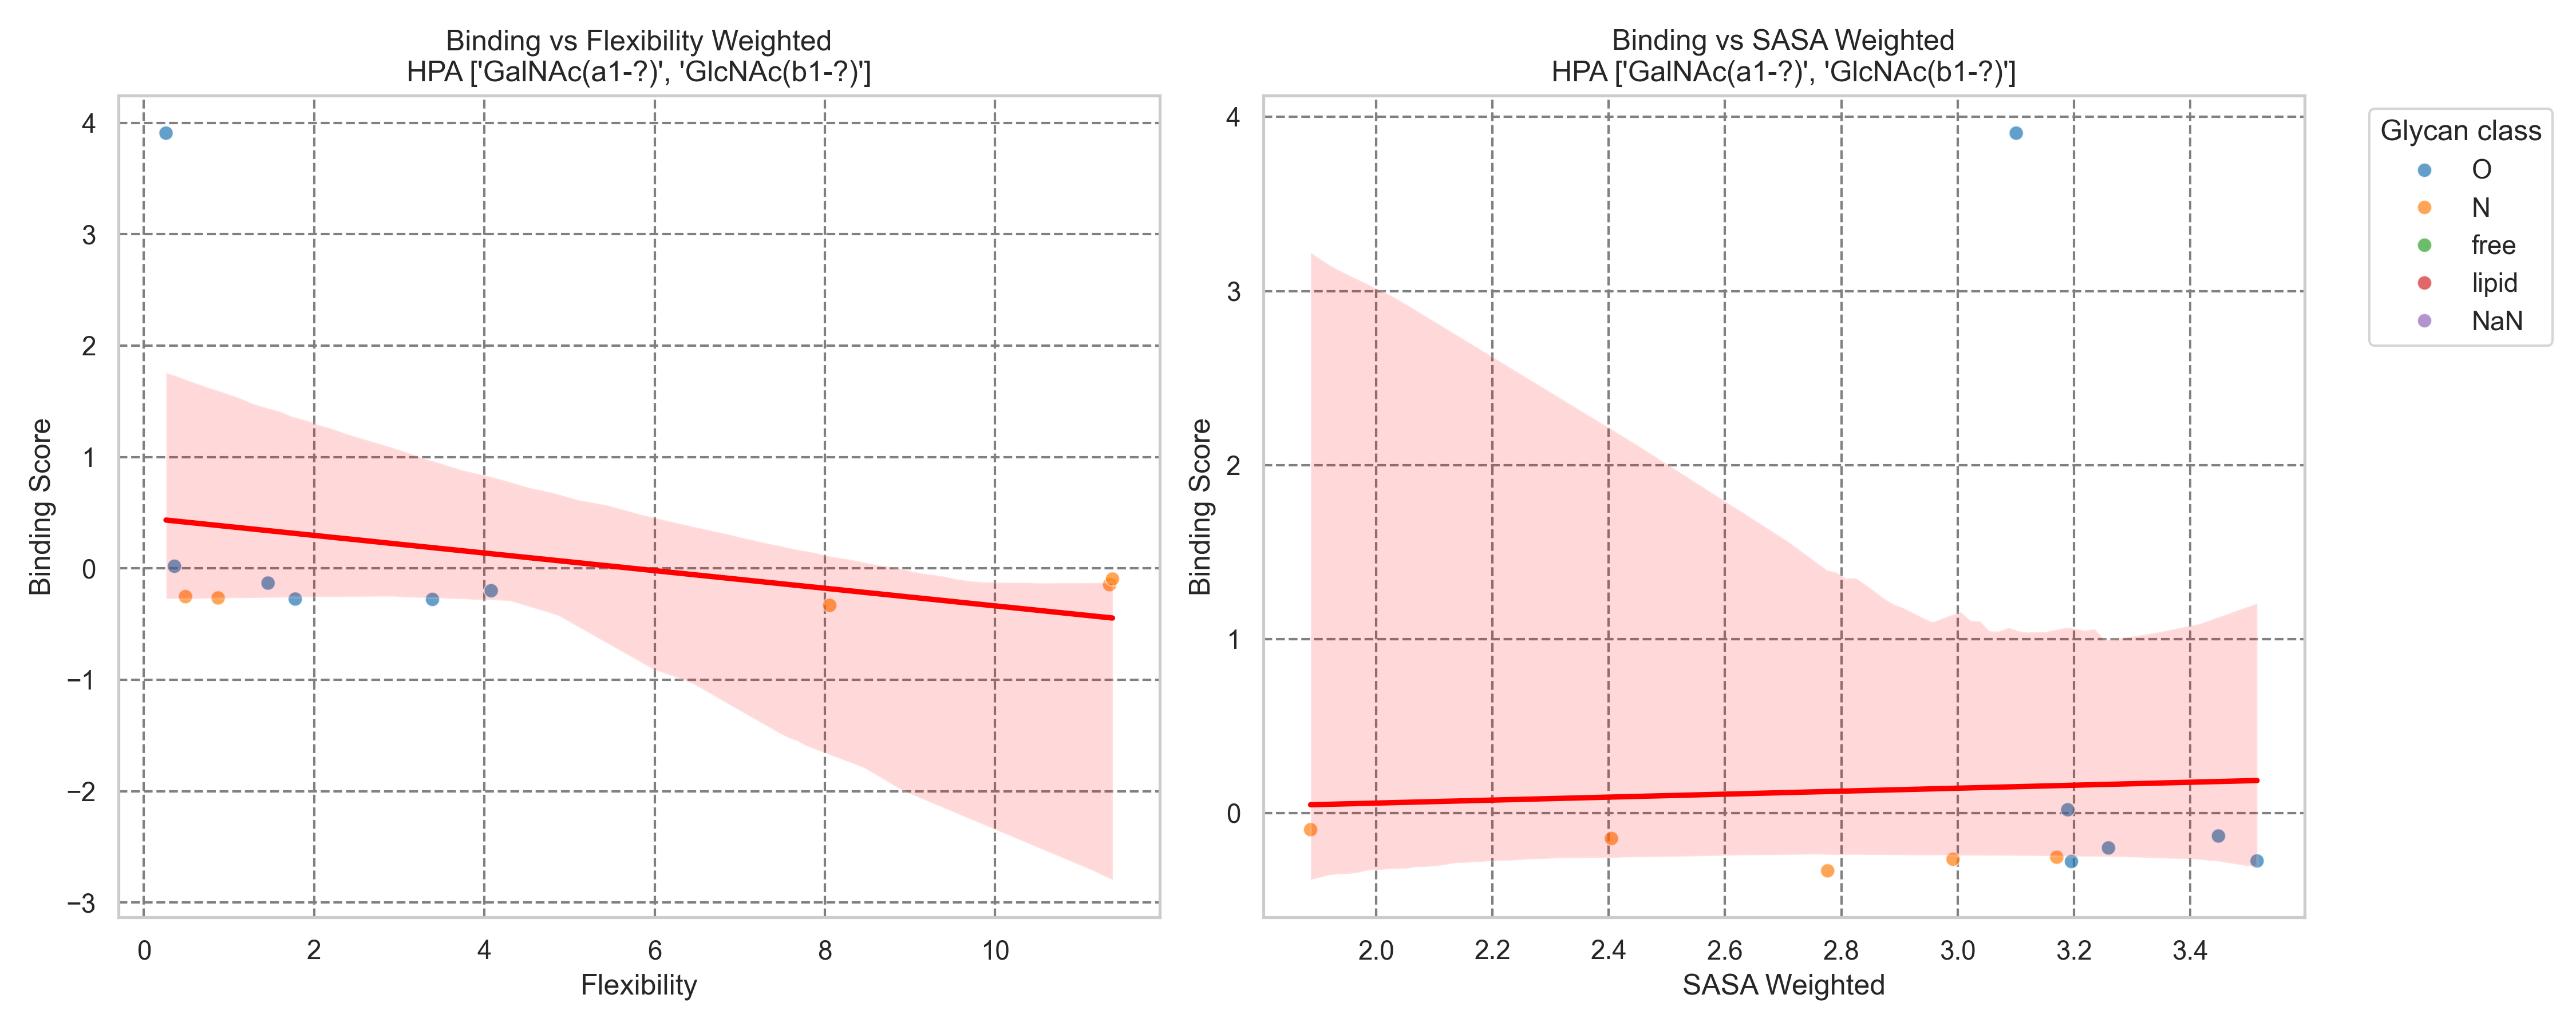 Binding vs Flexibility Weighted
HPA ['GalNAc(a1-?)', 'GlcNAc(b1-?)']
4
3
2
1
0
−1
−2
−3
Binding Score
0
2
4
6
8
10
Flexibility
Binding vs SASA Weighted
HPA ['GalNAc(a1-?)', 'GlcNAc(b1-?)']
4
3
2
1
0
Binding Score
2.0
2.2
2.4
2.6
2.8
3.0
3.2
3.4
SASA Weighted
Glycan class
O
N
free
lipid
NaN